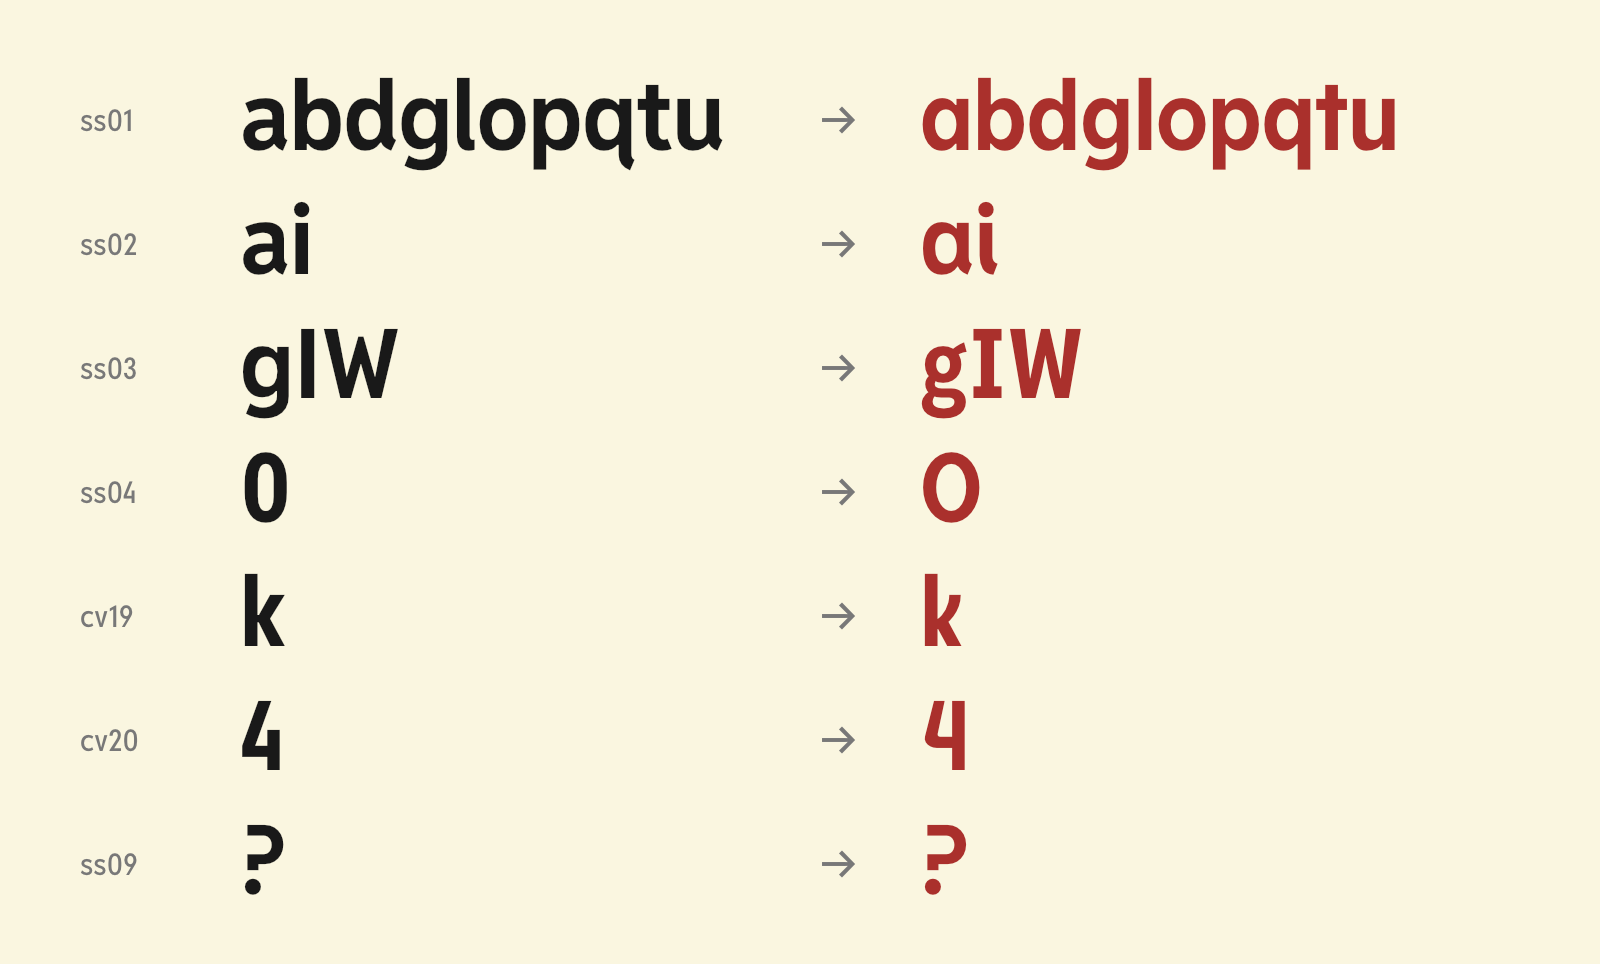 ss01 abdglopqtu → abdglopqtu
ss02 ai → ai
ss03 gIW → gIW
ss04 0 → 0
cv19 k → k
cv20 4 → 4
ss09 ? → ?